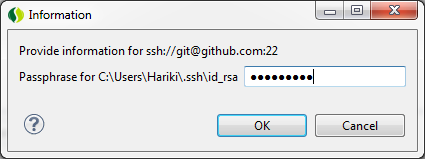 Information
Provide information for ssh://git@github.com:22
Passphrase for C:\Users\Hariki\.ssh\id_rsa ●●●●●●●●●
?
OK Cancel